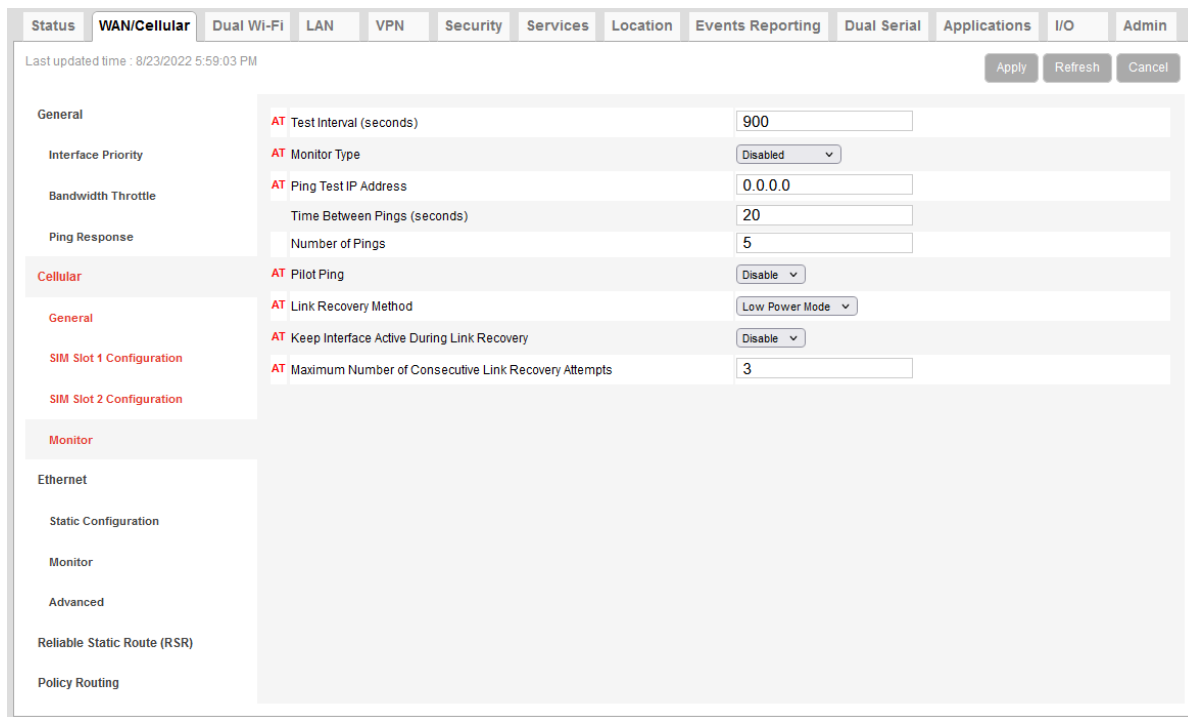 Status WAN/Cellular Dual Wi-Fi LAN VPN Security Services Location Events Reporting Dual Serial Applications I/O Admin
Last updated time : 8/23/2022 5:59:03 PM
Apply Refresh Cancel
General
Interface Priority
Bandwidth Throttle
Ping Response
Cellular
General
SIM Slot 1 Configuration
SIM Slot 2 Configuration
Monitor
Ethernet
Static Configuration
Monitor
Advanced
Reliable Static Route (RSR)
Policy Routing
AT Test Interval (seconds) 900
AT Monitor Type Disabled
AT Ping Test IP Address 0.0.0.0
Time Between Pings (seconds) 20
Number of Pings 5
AT Pilot Ping Disable
AT Link Recovery Method Low Power Mode
AT Keep Interface Active During Link Recovery Disable
AT Maximum Number of Consecutive Link Recovery Attempts 3